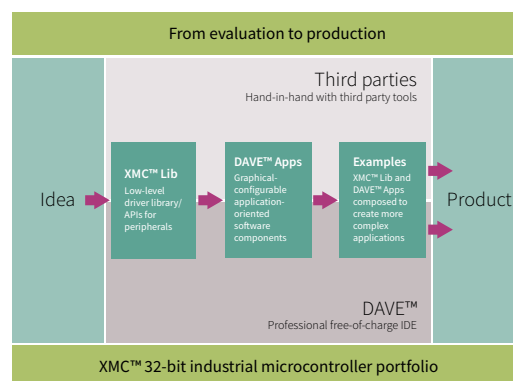 From evaluation to production
Third parties
Hand-in-hand with third party tools
Idea
XMC™ Lib
Low-level
driver library/
APIs for
peripherals
DAVE™ Apps
Graphical-
configurable
application-
oriented
software
components
Examples
XMC™ Lib and
DAVE™ Apps
composed to
create more
complex
applications
Product
DAVE™
Professional free-of-charge IDE
XMC™ 32-bit industrial microcontroller portfolio